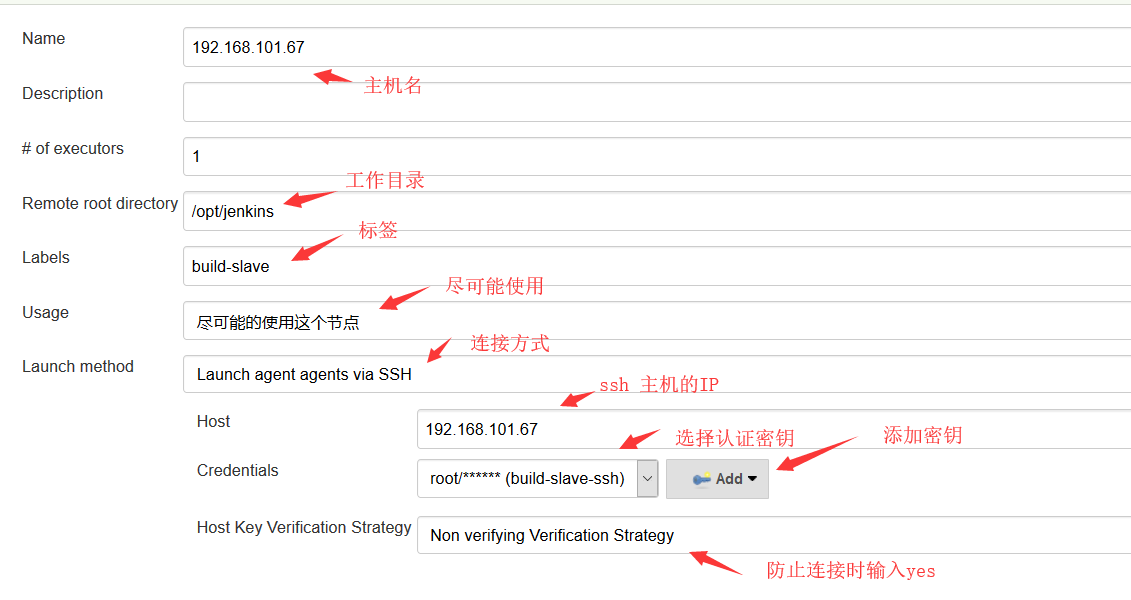 Name
192.168.101.67
主机名
Description
# of executors
1
工作目录
Remote root directory
/opt/jenkins
标签
Labels
build-slave
尽可能使用
Usage
尽可能的使用这个节点
连接方式
Launch method
Launch agent agents via SSH
ssh 主机的IP
Host
192.168.101.67
选择认证密钥
添加密钥
Credentials
root/****** (build-slave-ssh)
Add
Host Key Verification Strategy
Non verifying Verification Strategy
防止连接时输入yes